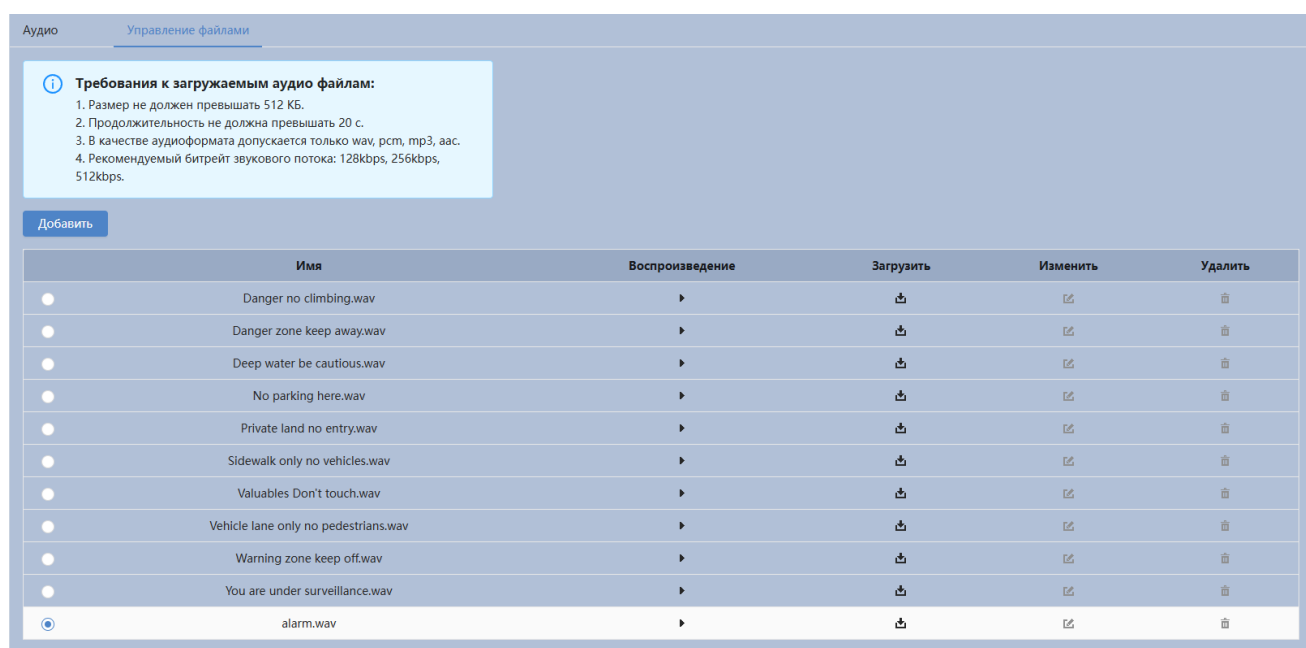 Аудио
Управление файлами
Требования к загружаемым аудио файлам:
1. Размер не должен превышать 512 КБ.
2. Продолжительность не должна превышать 20 с.
3. В качестве аудиоформата допускается только wav, pcm, mp3, aac.
4. Рекомендуемый битрейт звукового потока: 128kbps, 256kbps,
512kbps.
Добавить
Имя Воспроизведение Загрузить Изменить Удалить
Danger no climbing.wav
Danger zone keep away.wav
Deep water be cautious.wav
No parking here.wav
Private land no entry.wav
Sidewalk only no vehicles.wav
Valuables Don't touch.wav
Vehicle lane only no pedestrians.wav
Warning zone keep off.wav
You are under surveillance.wav
alarm.wav